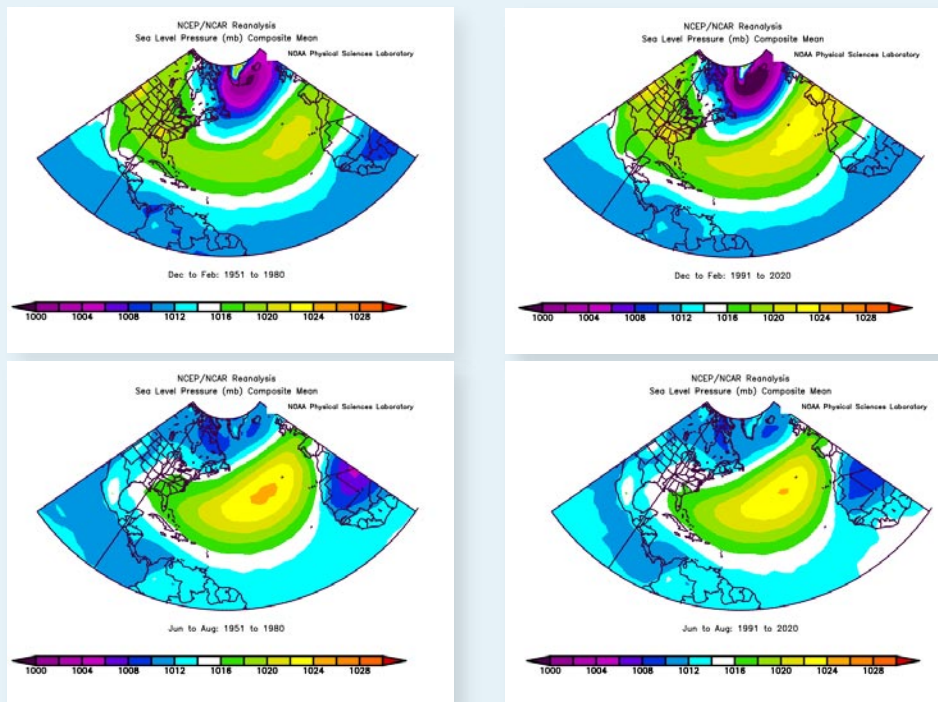 NCEP/NCAR Reanalysis
Sea Level Pressure (mb) Composite Mean
NOAA Physical Sciences Laboratory
Dec to Feb: 1951 to 1980
1000 1004 1008 1012 1016 1020 1024 1028
NCEP/NCAR Reanalysis
Sea Level Pressure (mb) Composite Mean
NOAA Physical Sciences Laboratory
Dec to Feb: 1991 to 2020
1000 1004 1008 1012 1016 1020 1024 1028
NCEP/NCAR Reanalysis
Sea Level Pressure (mb) Composite Mean
NOAA Physical Sciences Laboratory
Jun to Aug: 1951 to 1980
1000 1004 1008 1012 1016 1020 1024 1028
NCEP/NCAR Reanalysis
Sea Level Pressure (mb) Composite Mean
NOAA Physical Sciences Laboratory
Jun to Aug: 1991 to 2020
1000 1004 1008 1012 1016 1020 1024 1028